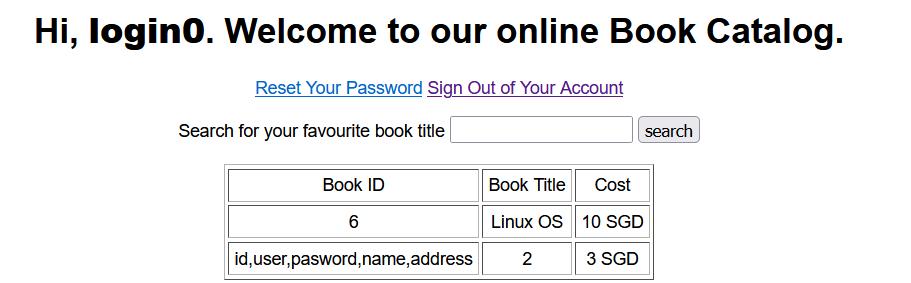 Hi, login0. Welcome to our online Book Catalog.
Reset Your Password Sign Out of Your Account
Search for your favourite book title search
Book ID Book Title Cost
6 Linux OS 10 SGD
id,user,pasword,name,address 2 3 SGD